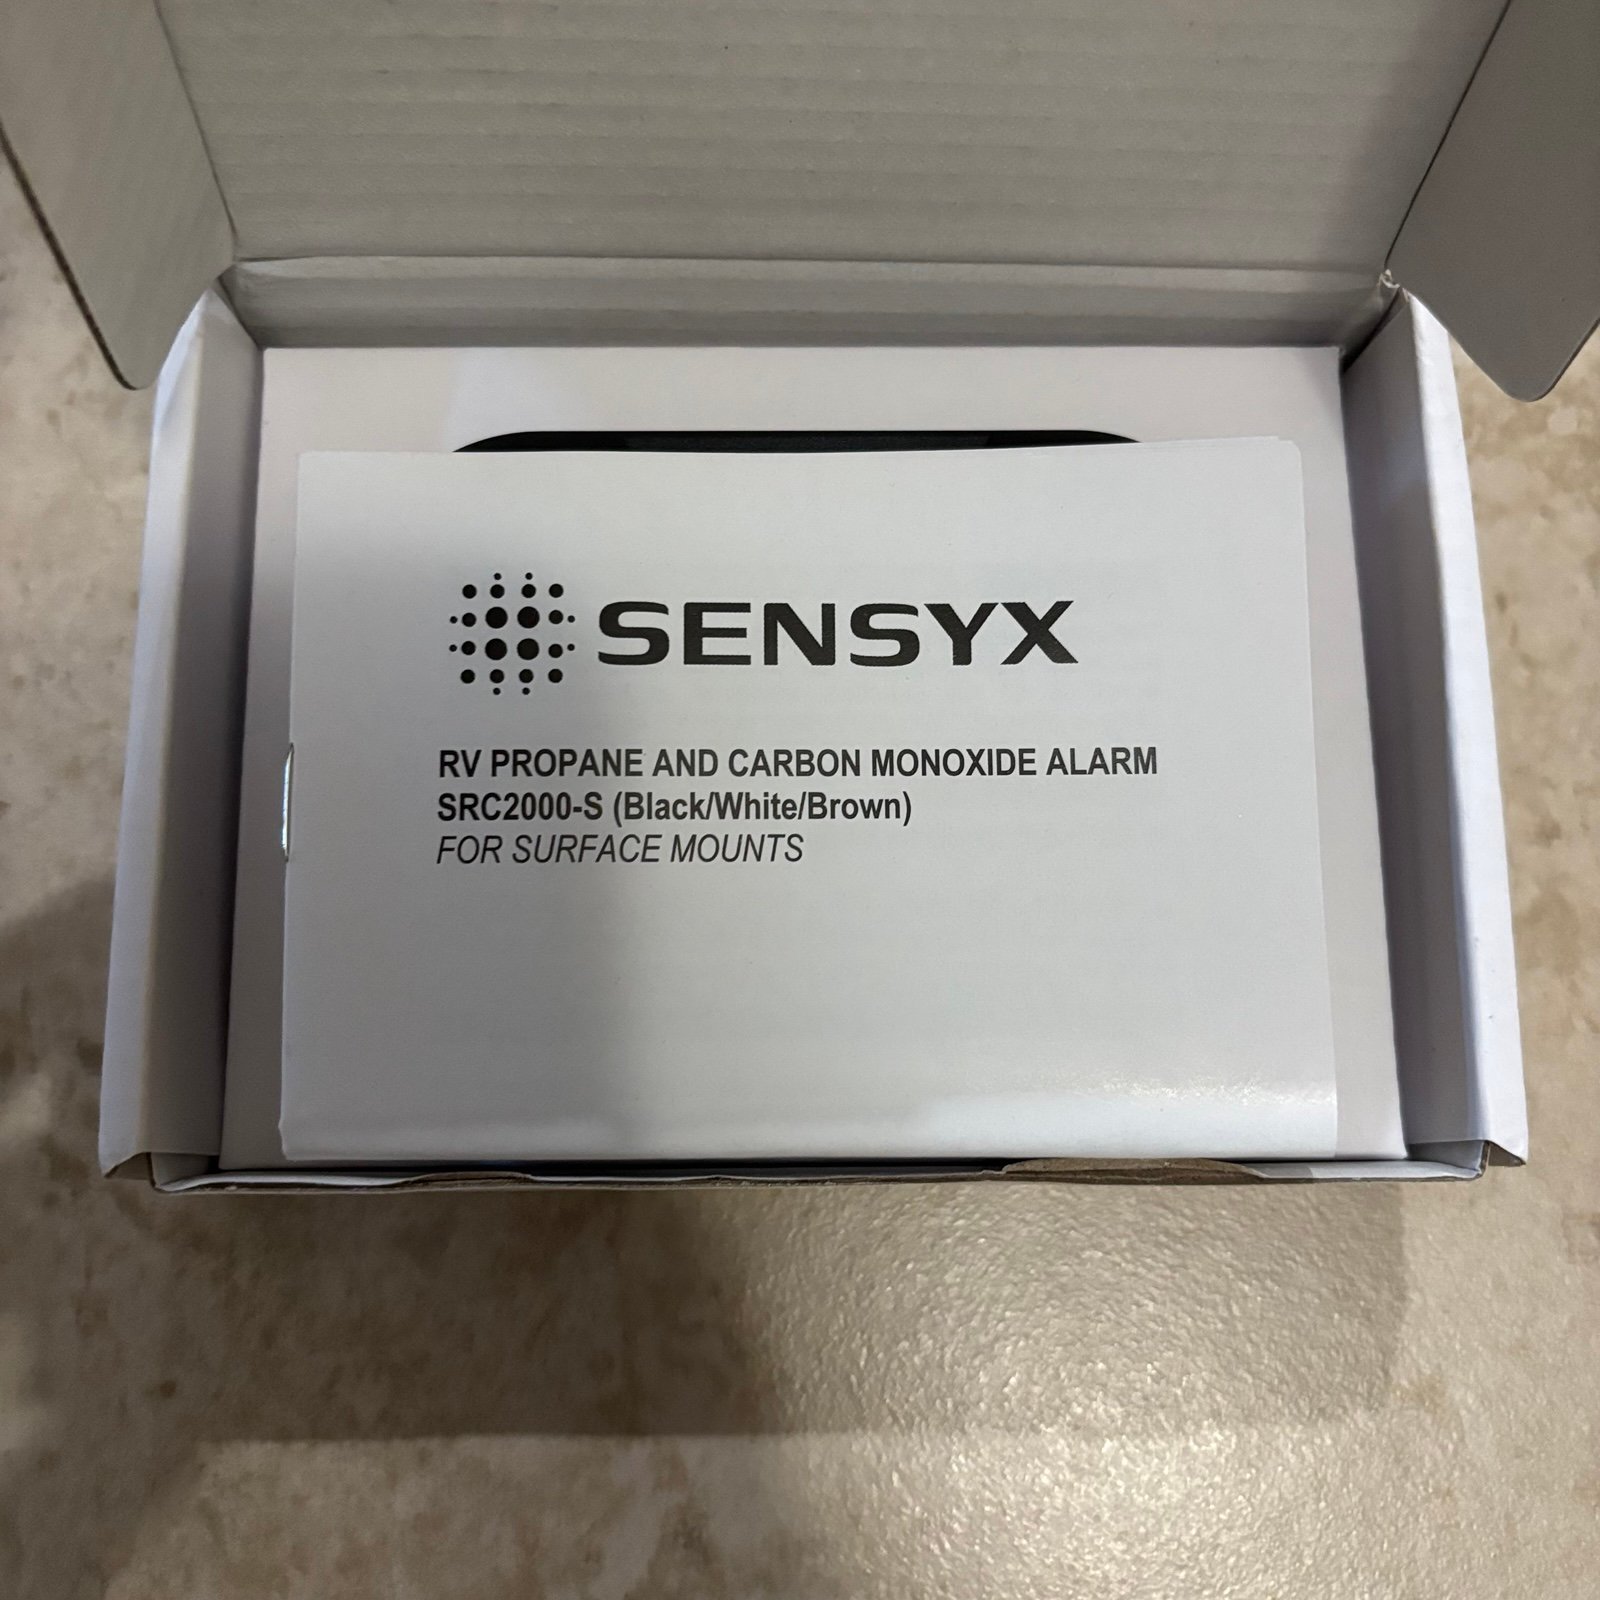 SENSYX
RV PROPANE AND CARBON MONOXIDE ALARM
SRC2000-S (Black/White/Brown)
FOR SURFACE MOUNTS